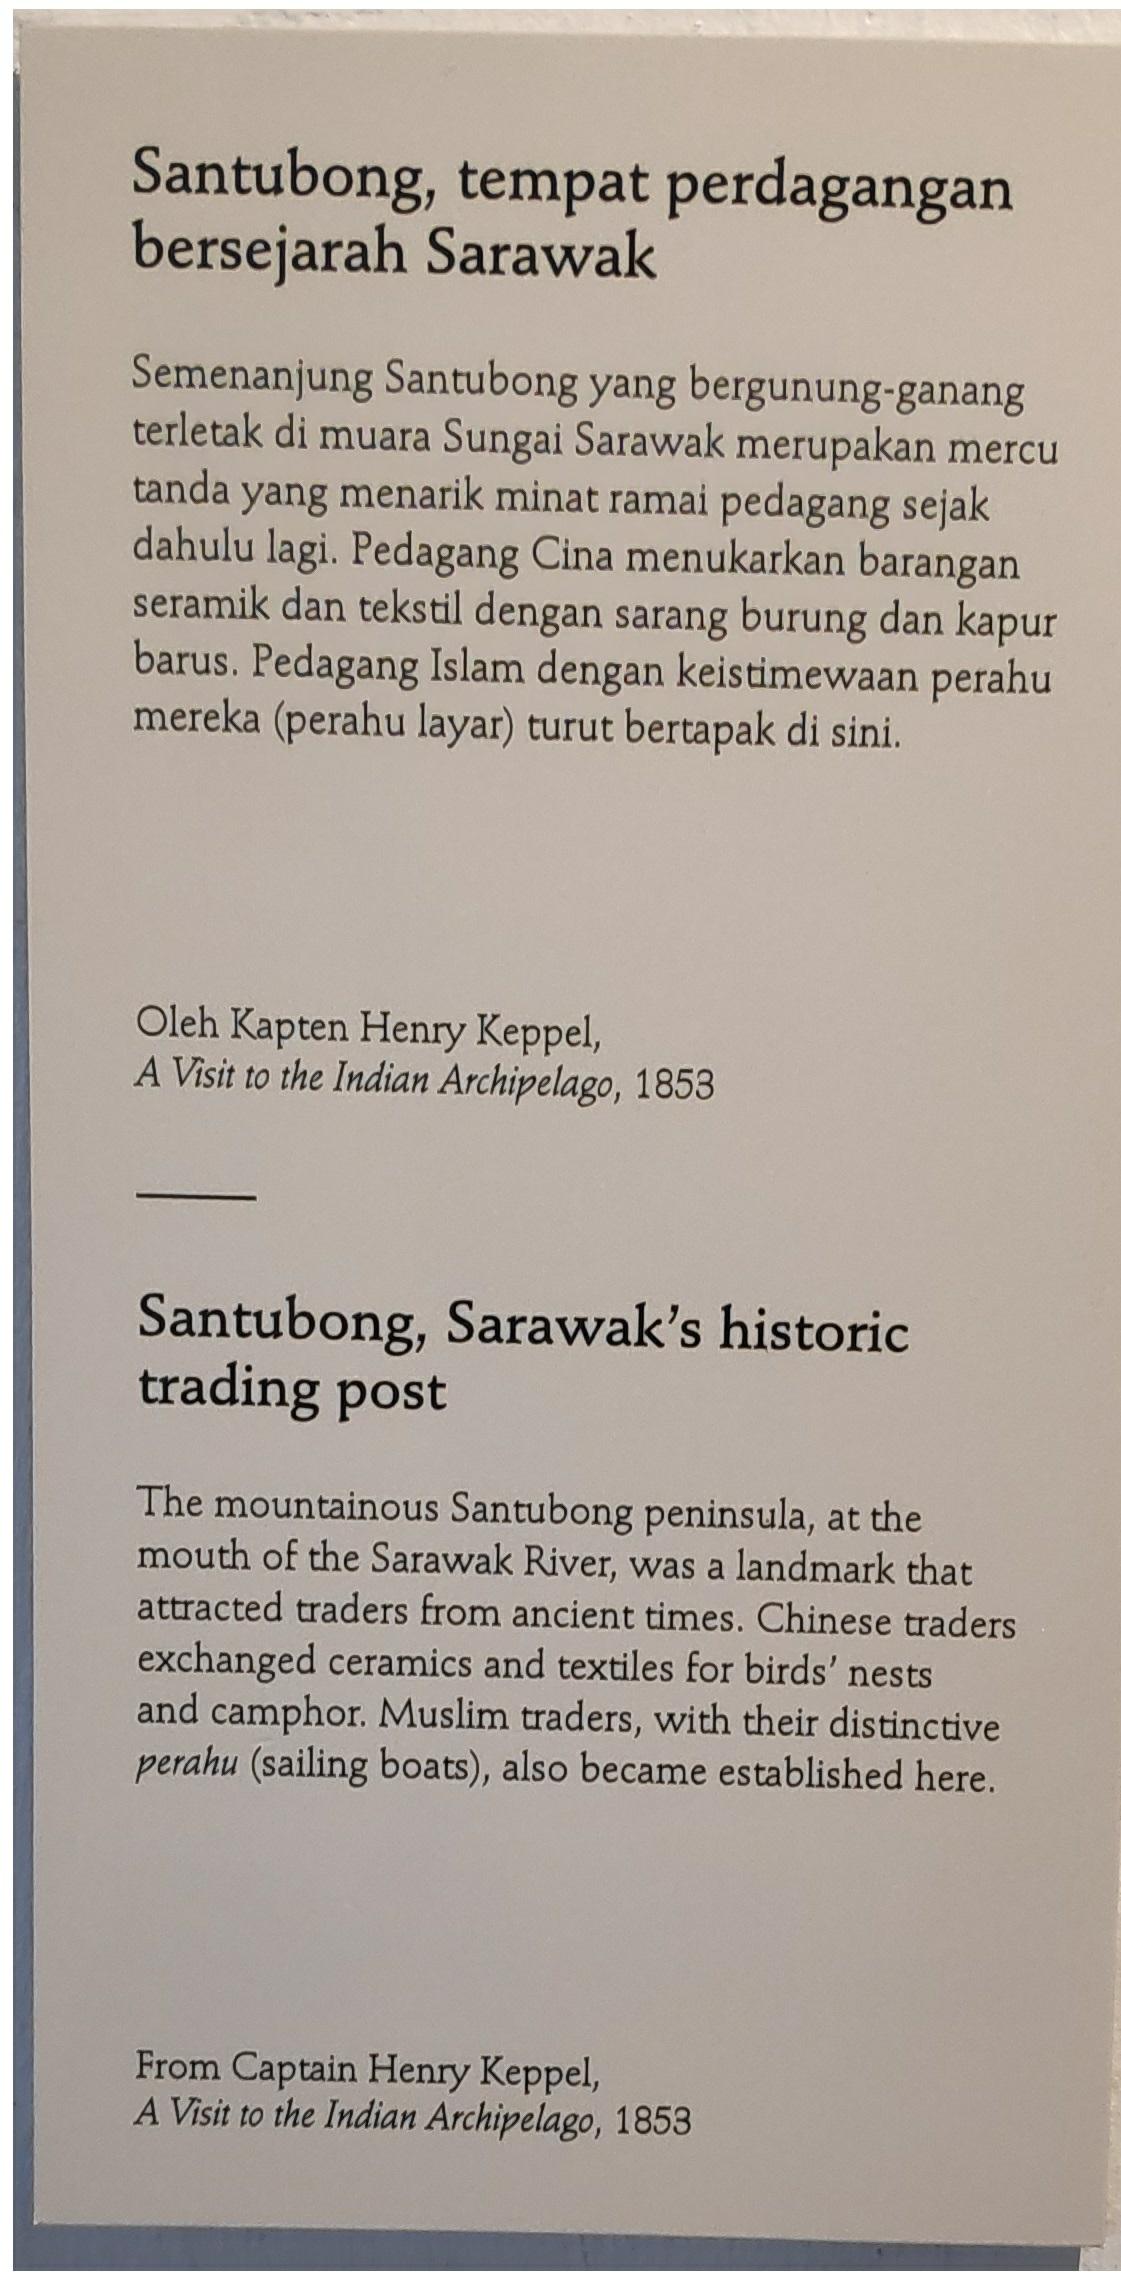 Santubong, tempat perdagangan
bersejarah Sarawak
Semenanjung Santubong yang bergunung-ganang
terletak di muara Sungai Sarawak merupakan mercu
tanda yang menarik minat ramai pedagang sejak
dahulu lagi. Pedagang Cina menukarkan barangan
seramik dan tekstil dengan sarang burung dan kapur
barus. Pedagang Islam dengan keistimewaan perahu
mereka (perahu layar) turut bertapak di sini.
Oleh Kapten Henry Keppel,
A Visit to the Indian Archipelago, 1853
Santubong, Sarawak’s historic
trading post
The mountainous Santubong peninsula, at the
mouth of the Sarawak River, was a landmark that
attracted traders from ancient times. Chinese traders
exchanged ceramics and textiles for birds’ nests
and camphor. Muslim traders, with their distinctive
perahu (sailing boats), also became established here.
From Captain Henry Keppel,
A Visit to the Indian Archipelago, 1853